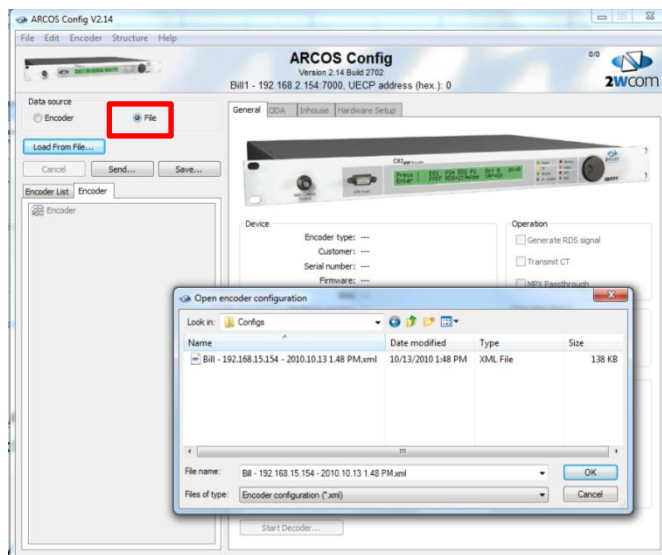 ARCOS Config V2.14
File Edit Encoder Structure Help
ARCOS Config
Version 2.14 Build 2702
Bill1 - 192.168.2.154:7000, UECP address (hex.): 0
0/0
2wcom
Data source
Encoder File
Load From File...
Cancel Send... Save...
Encoder List Encoder
Encoder
General ODA Inhouse Hardware Setup
Device
Encoder type: ---
Customer: ---
Serial number: ---
Firmware: ---
Operation
Generate RDS signal
Transmit CT
MPX Passthrough
Open encoder configuration
Look in: Configs
Name Date modified Type Size
Bill - 192.168.15.154 - 2010.10.13 1.48 PM.xml 10/13/2010 1:48 PM XML File 138 KB
File name: Bill - 192.168.15.154 - 2010.10.13 1.48 PM.xml OK
Files of type: Encoder configuration (*.xml) Cancel
Start Decoder...